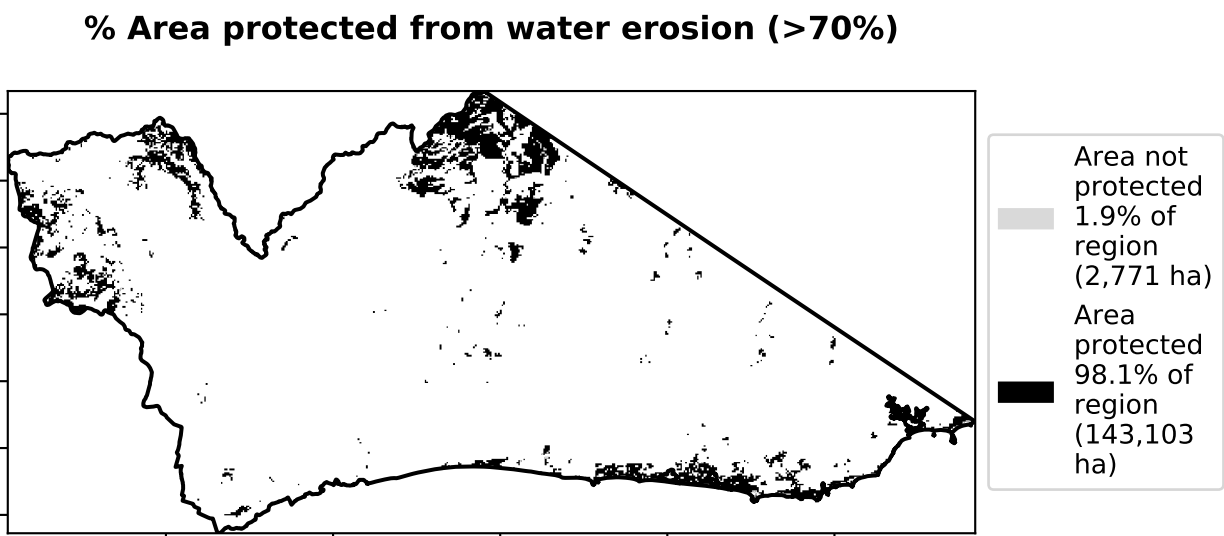 % Area protected from water erosion (>70%)
Area not
protected
1.9% of
region
(2,771 ha)
Area
protected
98.1% of
region
(143,103
ha)